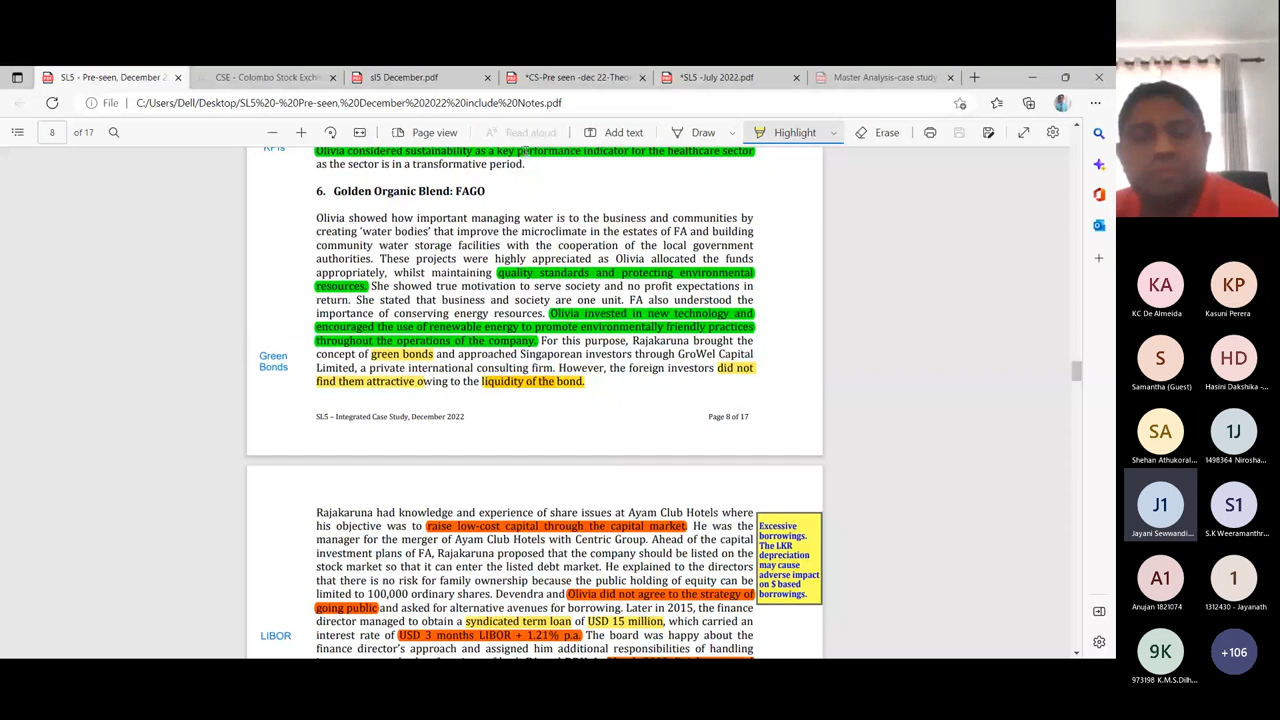 SL5 - Pre-seen, December 2
CSE - Colombo Stock Exch
sl5 December.pdf
*CS-Pre seen -dec 22-Theor
*SL5 -July 2022.pdf
Master Analysis-case study
File
C:/Users/Dell/Desktop/SL5%20-%20Pre-seen,%20December%202022%20include%20Notes.pdf
8 of 17
Page view
Read aloud
Add text
Draw
Highlight
Erase
KPIs
Olivia considered sustainability as a key performance indicator for the healthcare sector
as the sector is in a transformative period.
6. Golden Organic Blend: FAGO
Olivia showed how important managing water is to the business and communities by
creating ‘water bodies’ that improve the microclimate in the estates of FA and building
community water storage facilities with the cooperation of the local government
authorities. These projects were highly appreciated as Olivia allocated the funds
appropriately, whilst maintaining quality standards and protecting environmental
resources. She showed true motivation to serve society and no profit expectations in
return. She stated that business and society are one unit. FA also understood the
importance of conserving energy resources. Olivia invested in new technology and
encouraged the use of renewable energy to promote environmentally friendly practices
throughout the operations of the company. For this purpose, Rajakaruna brought the
concept of green bonds and approached Singaporean investors through GroWel Capital
Limited, a private international consulting firm. However, the foreign investors did not
find them attractive owing to the liquidity of the bond.
Green
Bonds
SL5 – Integrated Case Study, December 2022
Page 8 of 17
Rajakaruna had knowledge and experience of share issues at Ayam Club Hotels where
his objective was to raise low-cost capital through the capital market. He was the
manager for the merger of Ayam Club Hotels with Centric Group. Ahead of the capital
investment plans of FA, Rajakaruna proposed that the company should be listed on the
stock market so that it can enter the listed debt market. He explained to the directors
that there is no risk for family ownership because the public holding of equity can be
limited to 100,000 ordinary shares. Devendra and Olivia did not agree to the strategy of
going public and asked for alternative avenues for borrowing. Later in 2015, the finance
director managed to obtain a syndicated term loan of USD 15 million, which carried an
interest rate of USD 3 months LIBOR + 1.21% p.a. The board was happy about the
finance director’s approach and assigned him additional responsibilities of handling
LIBOR
Excessive
borrowings.
The LKR
depreciation
may cause
adverse impact
on $ based
borrowings.
KA
KC De Almeida
KP
Kasuni Perera
S
Samantha (Guest)
HD
Hasini Dakshika -...
SA
Shehan Athukoral...
1J
1498364 Nirosha...
J1
Jayani Sewwandi...
S1
S.K Weeramanthr...
A1
Anujan 1821074
1
1312430 - Jayanath
9K
973198 K.M.S.Dilh...
+106